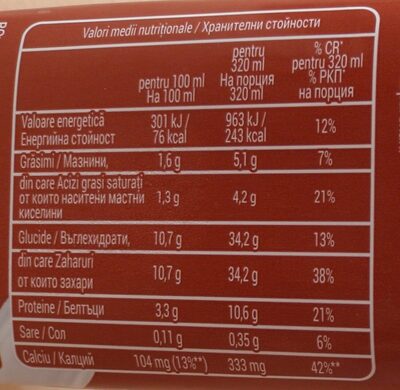 Valori medii nutriționale / Хранителни стойности
pentru 100 ml
На 100 ml
pentru
320 ml
На порция
320 ml
% CR*
pentru 320 ml
% РКП*
на порция
Valoare energetică
Енергийна стойност
301 kJ /
76 kcal
963 kJ /
243 kcal
12%
Grăsimi / Мазнини, 1,6 g 5,1 g 7%
din care Acizi grași saturați
от които наситени мастни
киселини
1,3 g 4,2 g 21%
Glucide / Въглехидрати, 10,7 g 34,2 g 13%
din care Zaharuri
от които захари
10,7 g 34,2 g 38%
Proteine / Белтъци 3,3 g 10,6 g 21%
Sare / Сол 0,11 g 0,35 g 6%
Calciu / Калций 104 mg (13%**) 333 mg 42%**